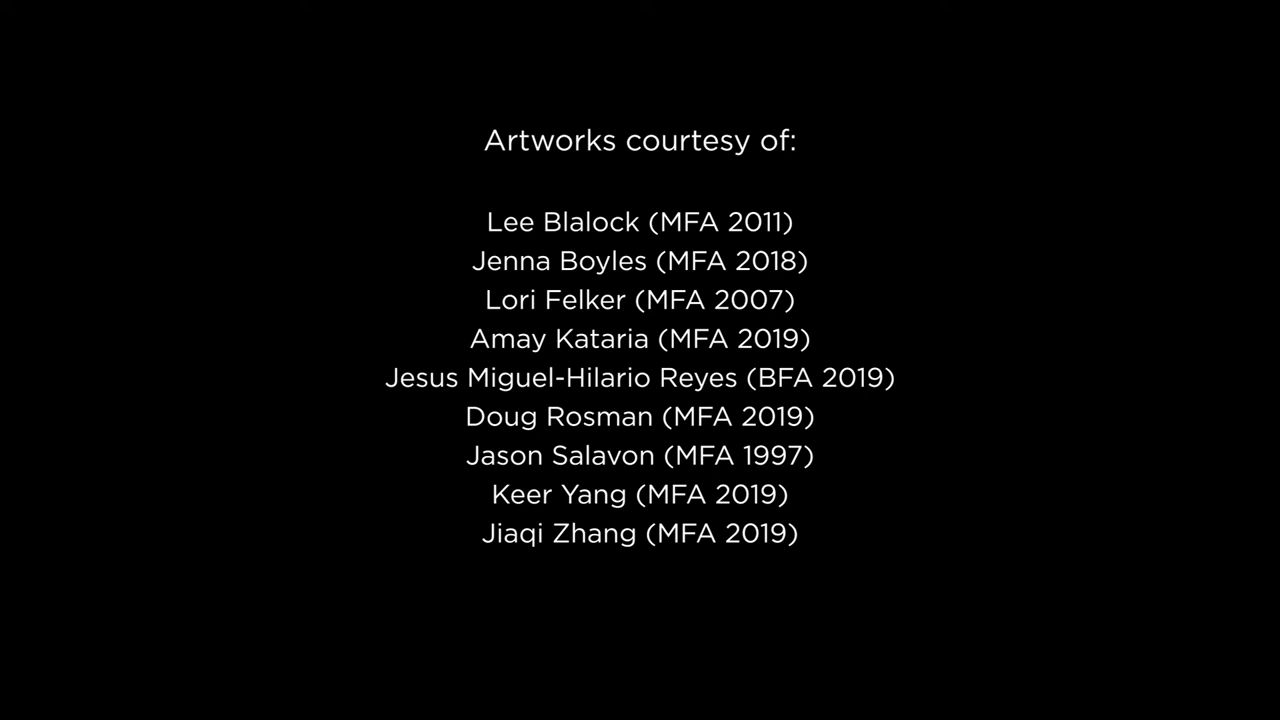 Artworks courtesy of:
Lee Blalock (MFA 2011)
Jenna Boyles (MFA 2018)
Lori Felker (MFA 2007)
Amay Kataria (MFA 2019)
Jesus Miguel-Hilario Reyes (BFA 2019)
Doug Rosman (MFA 2019)
Jason Salavon (MFA 1997)
Keer Yang (MFA 2019)
Jiaqi Zhang (MFA 2019)